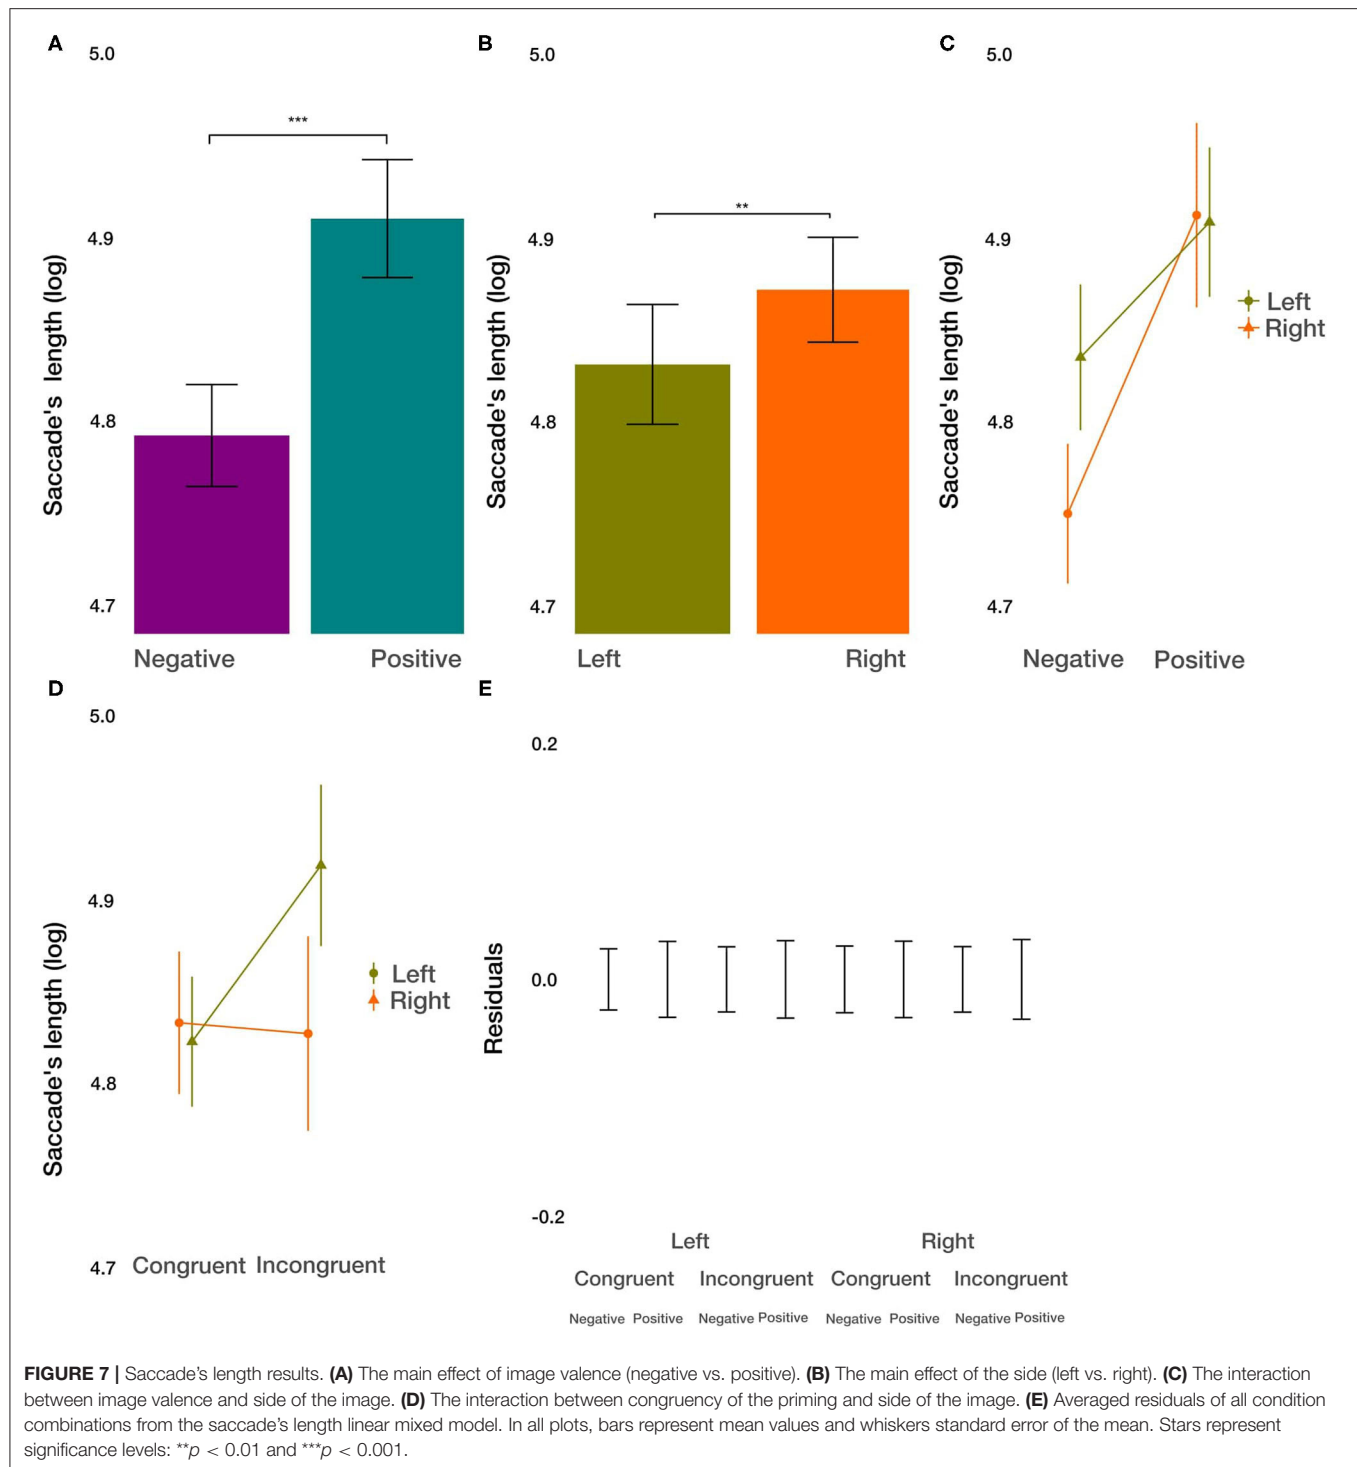 A
5.0
4.9
4.8
4.7
Saccade's length (log)
***
Negative Positive
B
5.0
4.9
4.8
4.7
Saccade's length (log)
**
Left Right
C
5.0
4.9
4.8
4.7
Saccade's length (log)
Left
Right
Negative Positive
D
5.0
4.9
4.8
4.7
Saccade's length (log)
Left
Right
Congruent Incongruent
E
0.2
0.0
-0.2
Residuals
Left Right
Congruent Incongruent Congruent Incongruent
Negative Positive Negative Positive Negative Positive Negative Positive
FIGURE 7 | Saccade's length results. (A) The main effect of image valence (negative vs. positive). (B) The main effect of the side (left vs. right). (C) The interaction
between image valence and side of the image. (D) The interaction between congruency of the priming and side of the image. (E) Averaged residuals of all condition
combinations from the saccade's length linear mixed model. In all plots, bars represent mean values and whiskers standard error of the mean. Stars represent
significance levels: **p < 0.01 and ***p < 0.001.